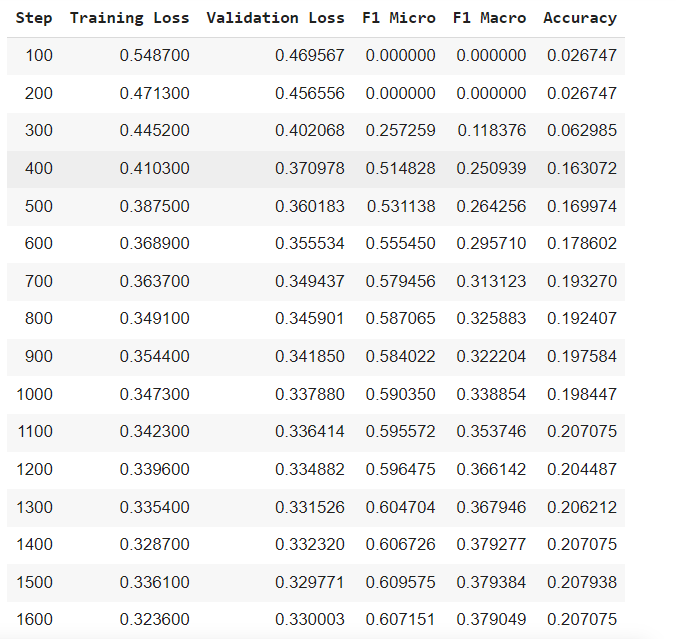 Step Training Loss Validation Loss F1 Micro F1 Macro Accuracy
100 0.548700 0.469567 0.000000 0.000000 0.026747
200 0.471300 0.456556 0.000000 0.000000 0.026747
300 0.445200 0.402068 0.257259 0.118376 0.062985
400 0.410300 0.370978 0.514828 0.250939 0.163072
500 0.387500 0.360183 0.531138 0.264256 0.169974
600 0.368900 0.355534 0.555450 0.295710 0.178602
700 0.363700 0.349437 0.579456 0.313123 0.193270
800 0.349100 0.345901 0.587065 0.325883 0.192407
900 0.354400 0.341850 0.584022 0.322204 0.197584
1000 0.347300 0.337880 0.590350 0.338854 0.198447
1100 0.342300 0.336414 0.595572 0.353746 0.207075
1200 0.339600 0.334882 0.596475 0.366142 0.204487
1300 0.335400 0.331526 0.604704 0.367946 0.206212
1400 0.328700 0.332320 0.606726 0.379277 0.207075
1500 0.336100 0.329771 0.609575 0.379384 0.207938
1600 0.323600 0.330003 0.607151 0.379049 0.207075